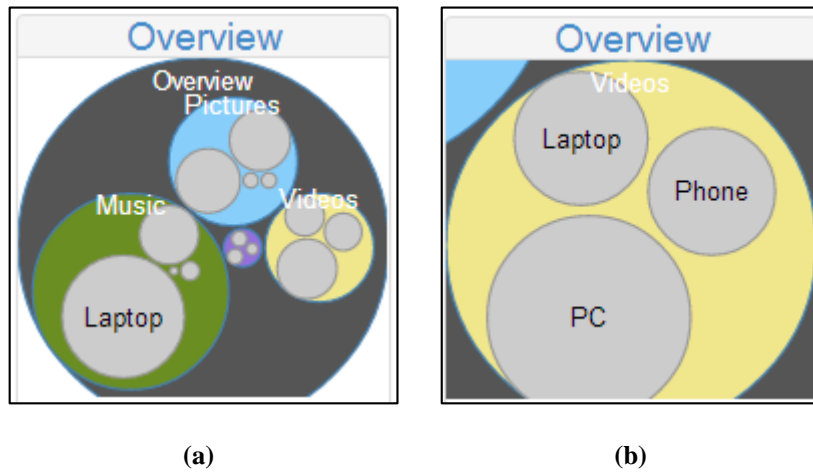 Overview
Overview
Pictures
Music
Videos
Laptop
(a)
Overview
Videos
Laptop
Phone
PC
(b)